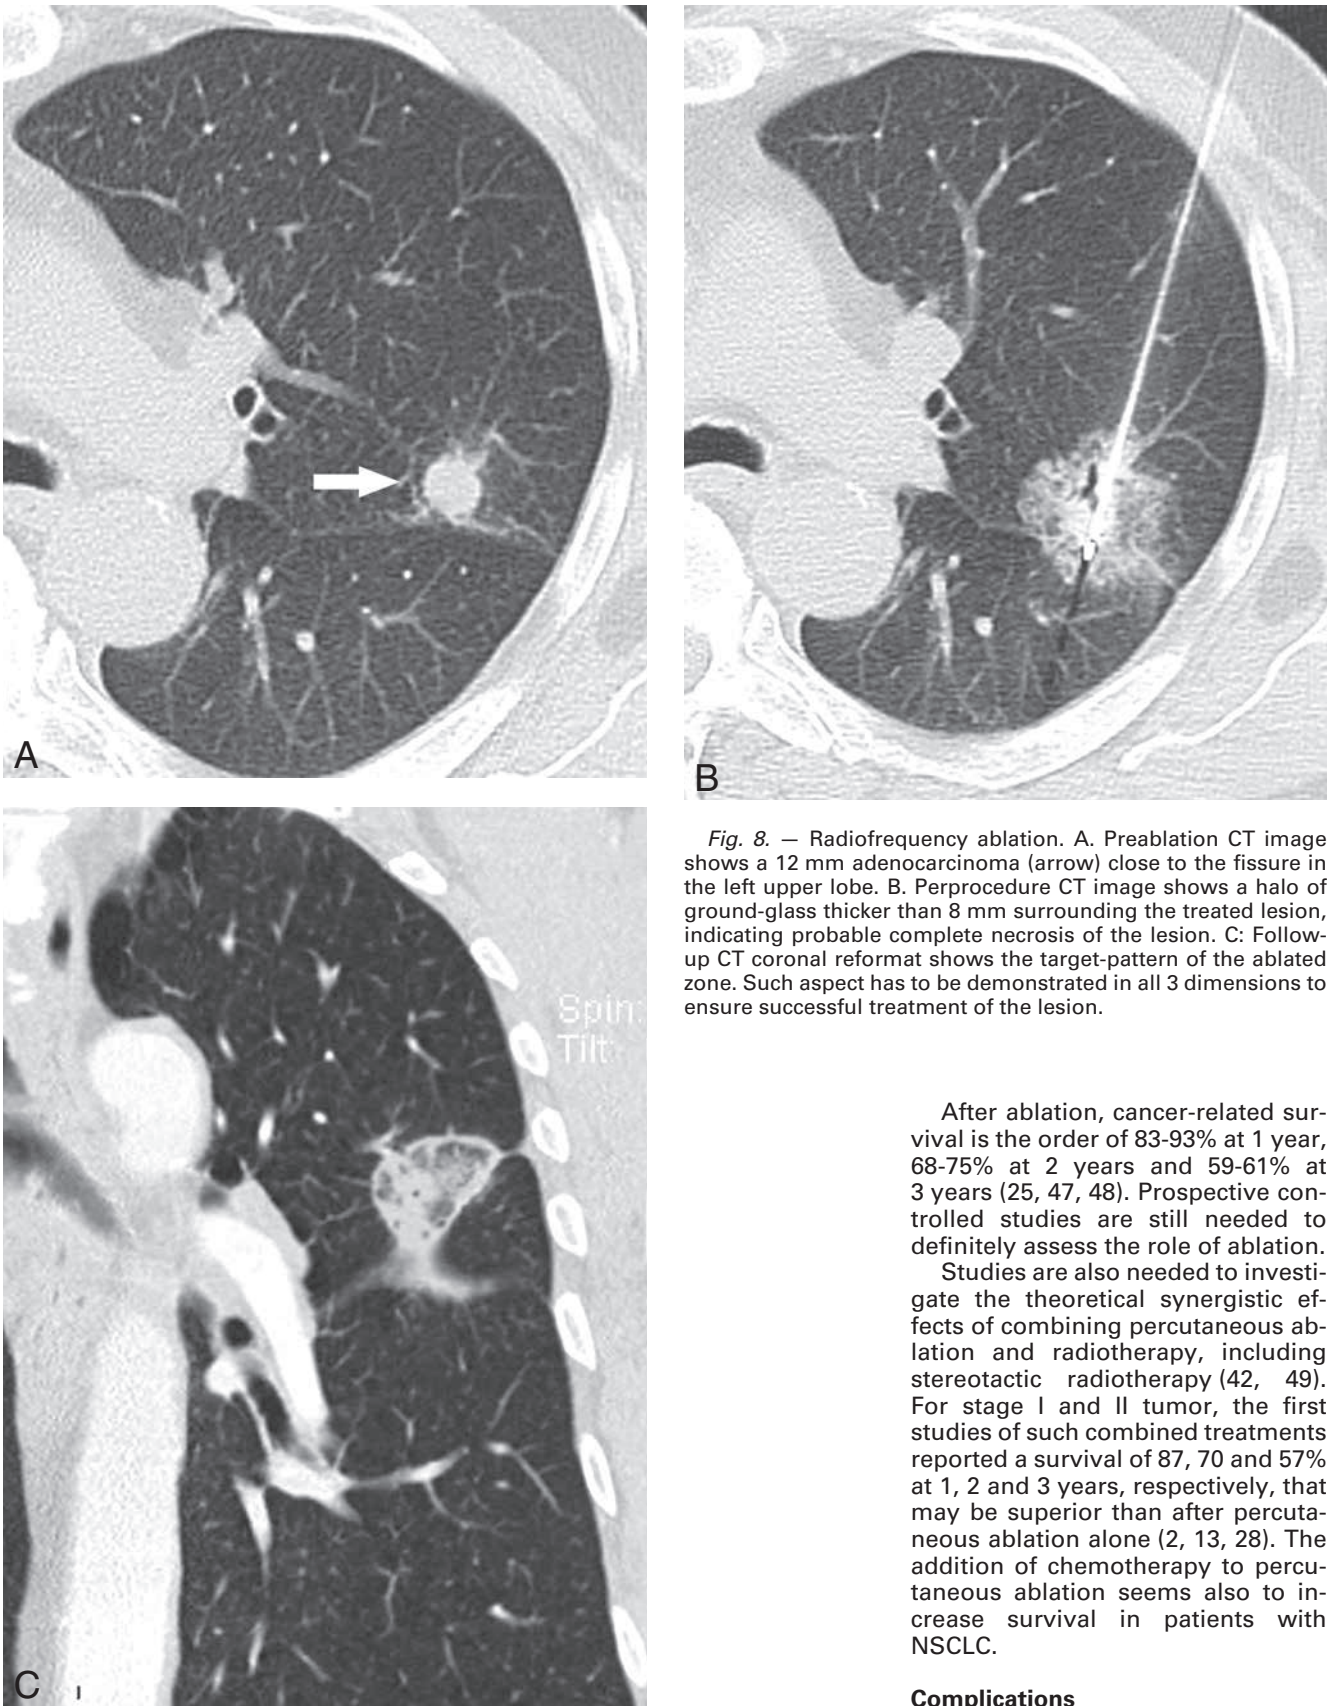 A
B
Fig. 8. — Radiofrequency ablation. A. Preablation CT image
shows a 12 mm adenocarcinoma (arrow) close to the fissure in
the left upper lobe. B. Perprocedure CT image shows a halo of
ground-glass thicker than 8 mm surrounding the treated lesion,
indicating probable complete necrosis of the lesion. C: Follow-
up CT coronal reformat shows the target-pattern of the ablated
zone. Such aspect has to be demonstrated in all 3 dimensions to
ensure successful treatment of the lesion.
Spin:
Tilt:
C
After ablation, cancer-related sur-
vival is the order of 83-93% at 1 year,
68-75% at 2 years and 59-61% at
3 years (25, 47, 48). Prospective con-
trolled studies are still needed to
definitely assess the role of ablation.
Studies are also needed to investi-
gate the theoretical synergistic ef-
fects of combining percutaneous ab-
lation and radiotherapy, including
stereotactic radiotherapy (42, 49).
For stage I and II tumor, the first
studies of such combined treatments
reported a survival of 87, 70 and 57%
at 1, 2 and 3 years, respectively, that
may be superior than after percuta-
neous ablation alone (2, 13, 28). The
addition of chemotherapy to percu-
taneous ablation seems also to in-
crease survival in patients with
NSCLC.
Complications